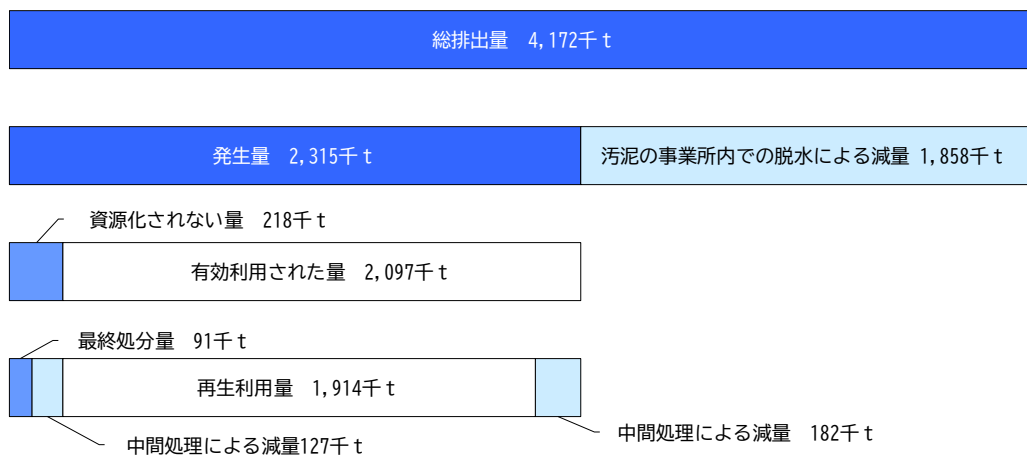 総排出量　4,172千ｔ
発生量　2,315千ｔ
汚泥の事業所内での脱水による減量 1,858千ｔ
資源化されない量　218千ｔ
有効利用された量　2,097千ｔ
最終処分量　91千ｔ
再生利用量　1,914千ｔ
中間処理による減量127千ｔ
中間処理による減量　182千ｔ